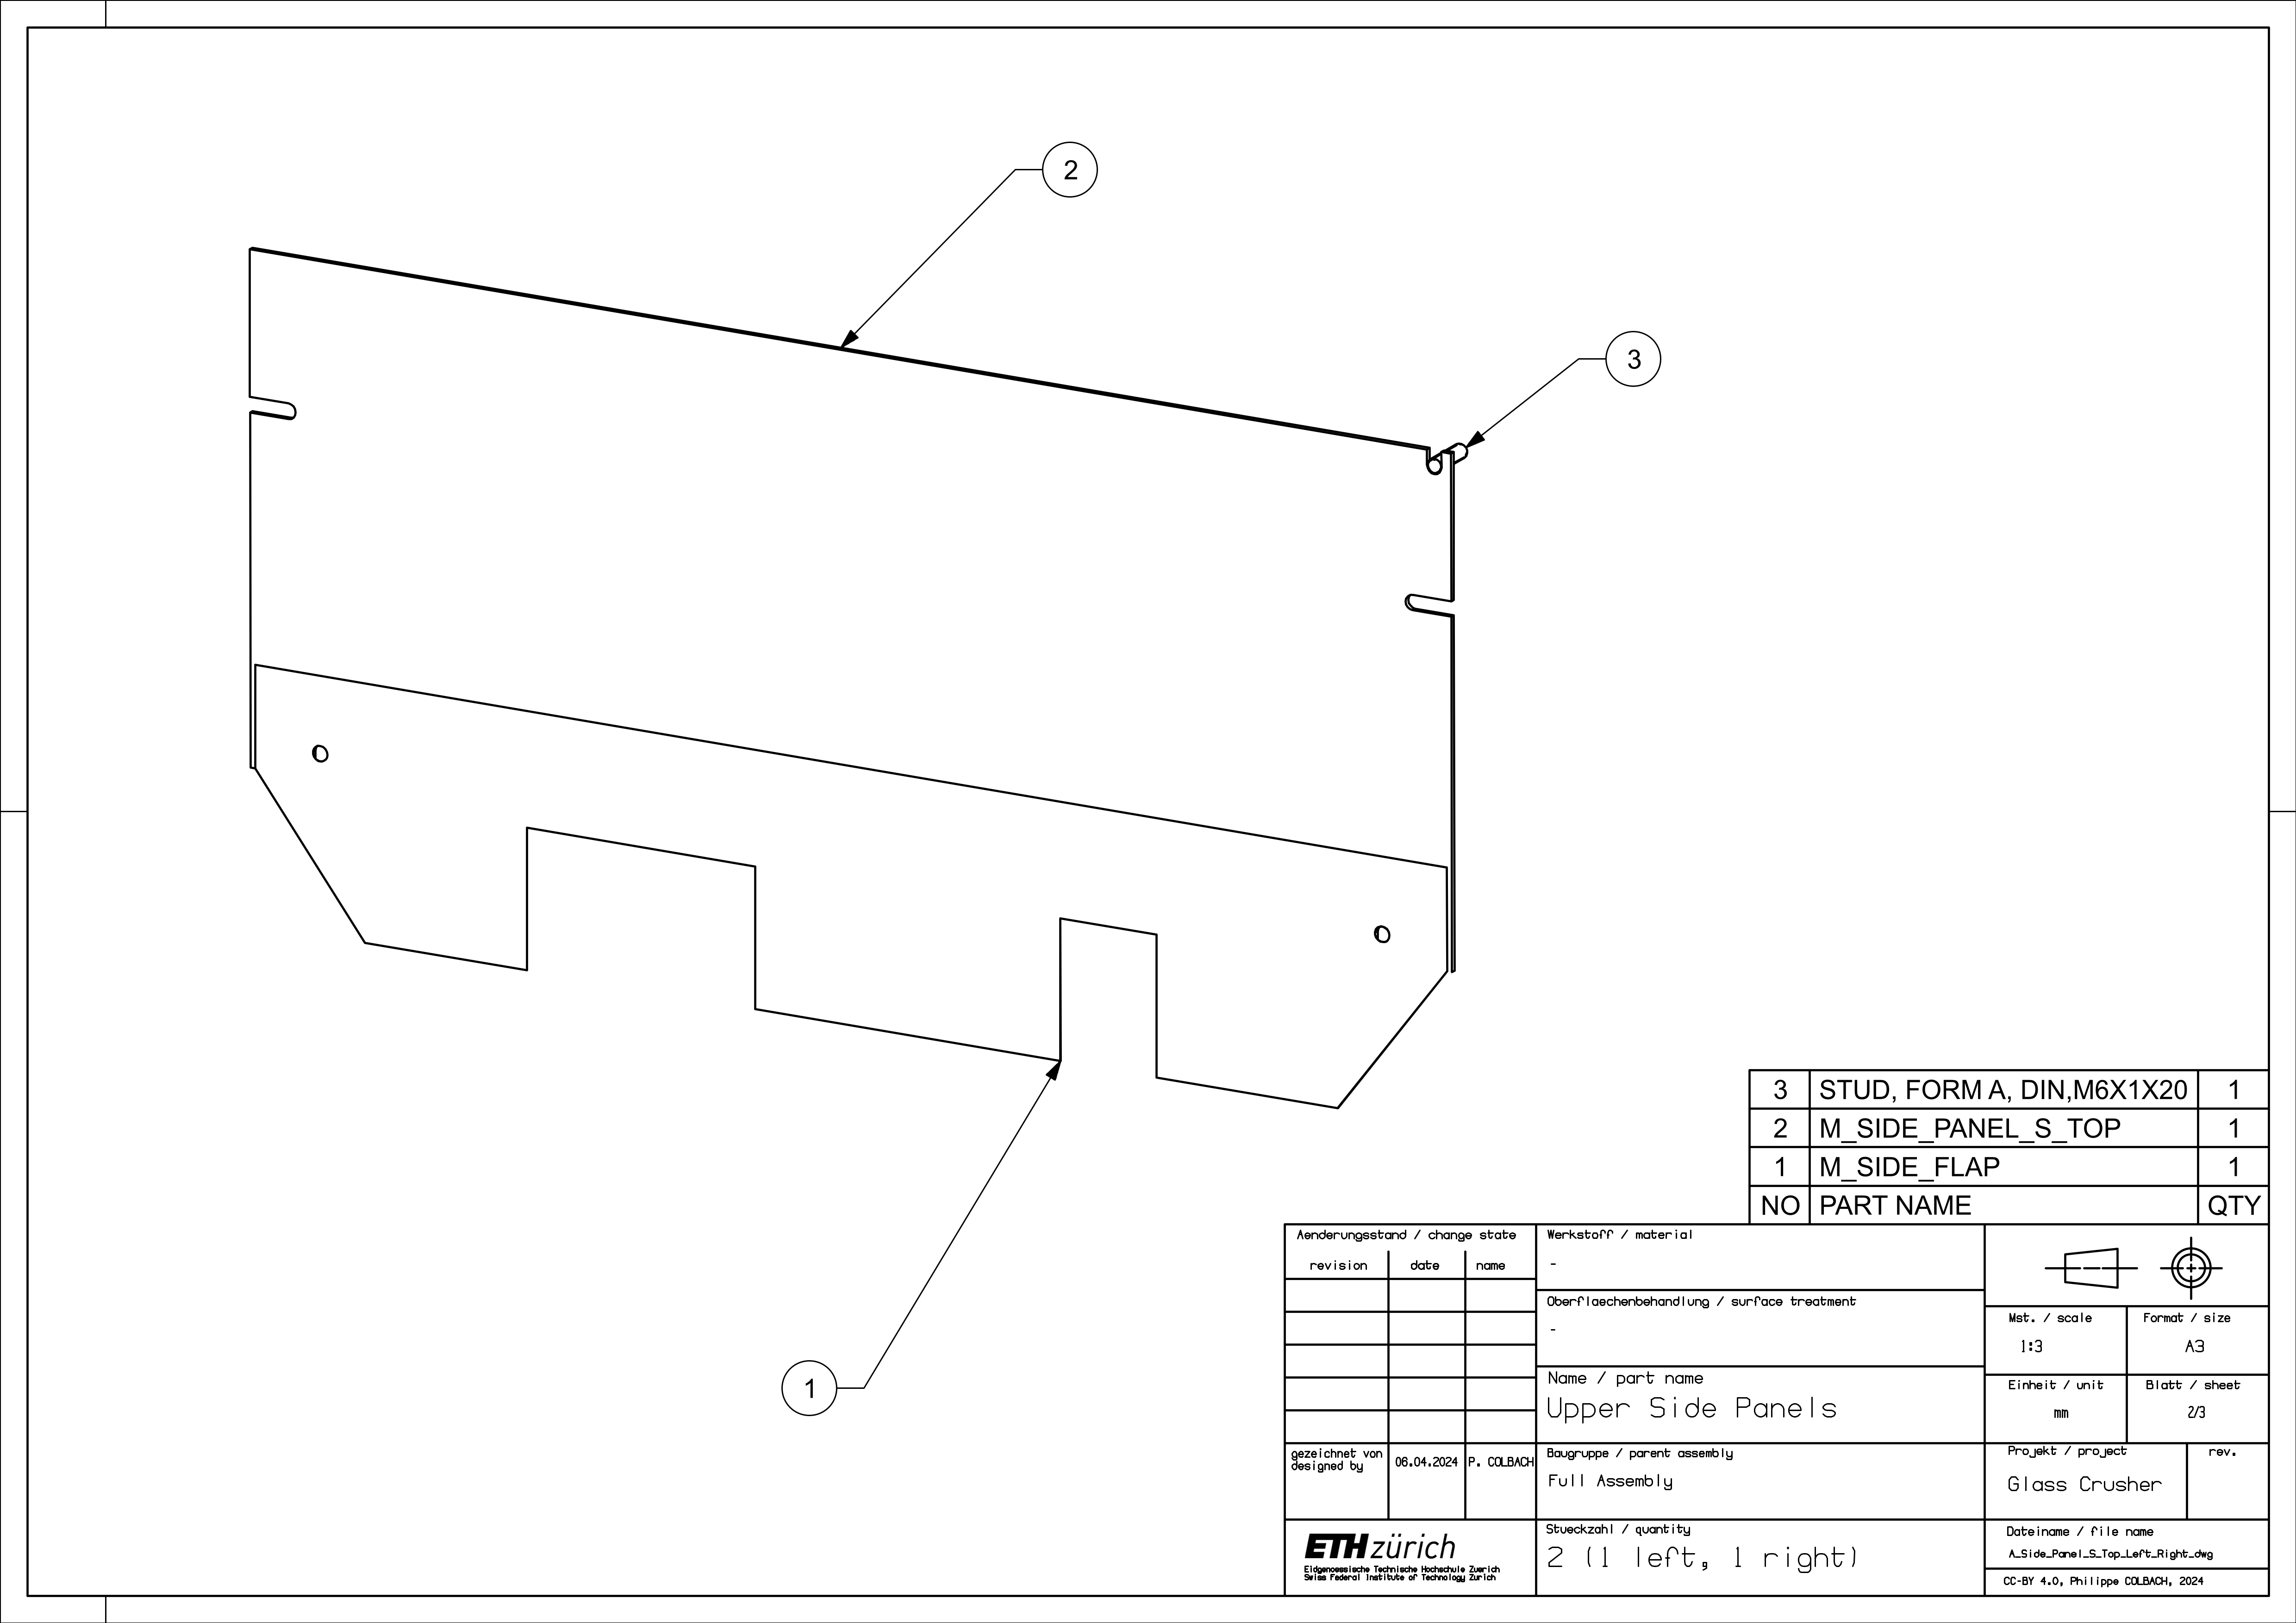 2
3
1
3 STUD, FORM A, DIN,M6X1X20 1
2 M_SIDE_PANEL_S_TOP 1
1 M_SIDE_FLAP 1
NO PART NAME QTY
Aenderungsstand / change state
revision date name
gezeichnet von
designed by
06.04.2024 P. COLBACH
ETH zürich
Eidgenoessische Technische Hochschule Zuerich
Swiss Federal Institute of Technology Zurich
Werkstoff / material
-
Oberflaechenbehandlung / surface treatment
-
Name / part name
Upper Side Panels
Baugruppe / parent assembly
Full Assembly
Stueckzahl / quantity
2 (1 left, 1 right)
Mst. / scale
1:3
Format / size
A3
Einheit / unit
mm
Blatt / sheet
2/3
Projekt / project
Glass Crusher
rev.
Dateiname / file name
A_Side_Panel_S_Top_Left_Right_dwg
CC-BY 4.0, Philippe COLBACH, 2024